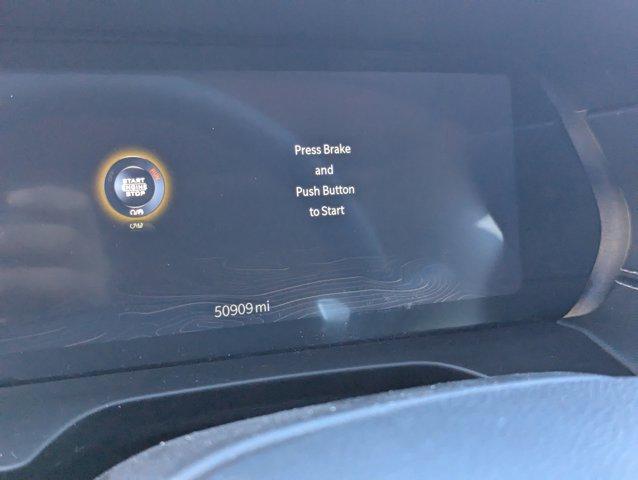 START
ENGINE
STOP
Press Brake
and
Push Button
to Start
50909 mi